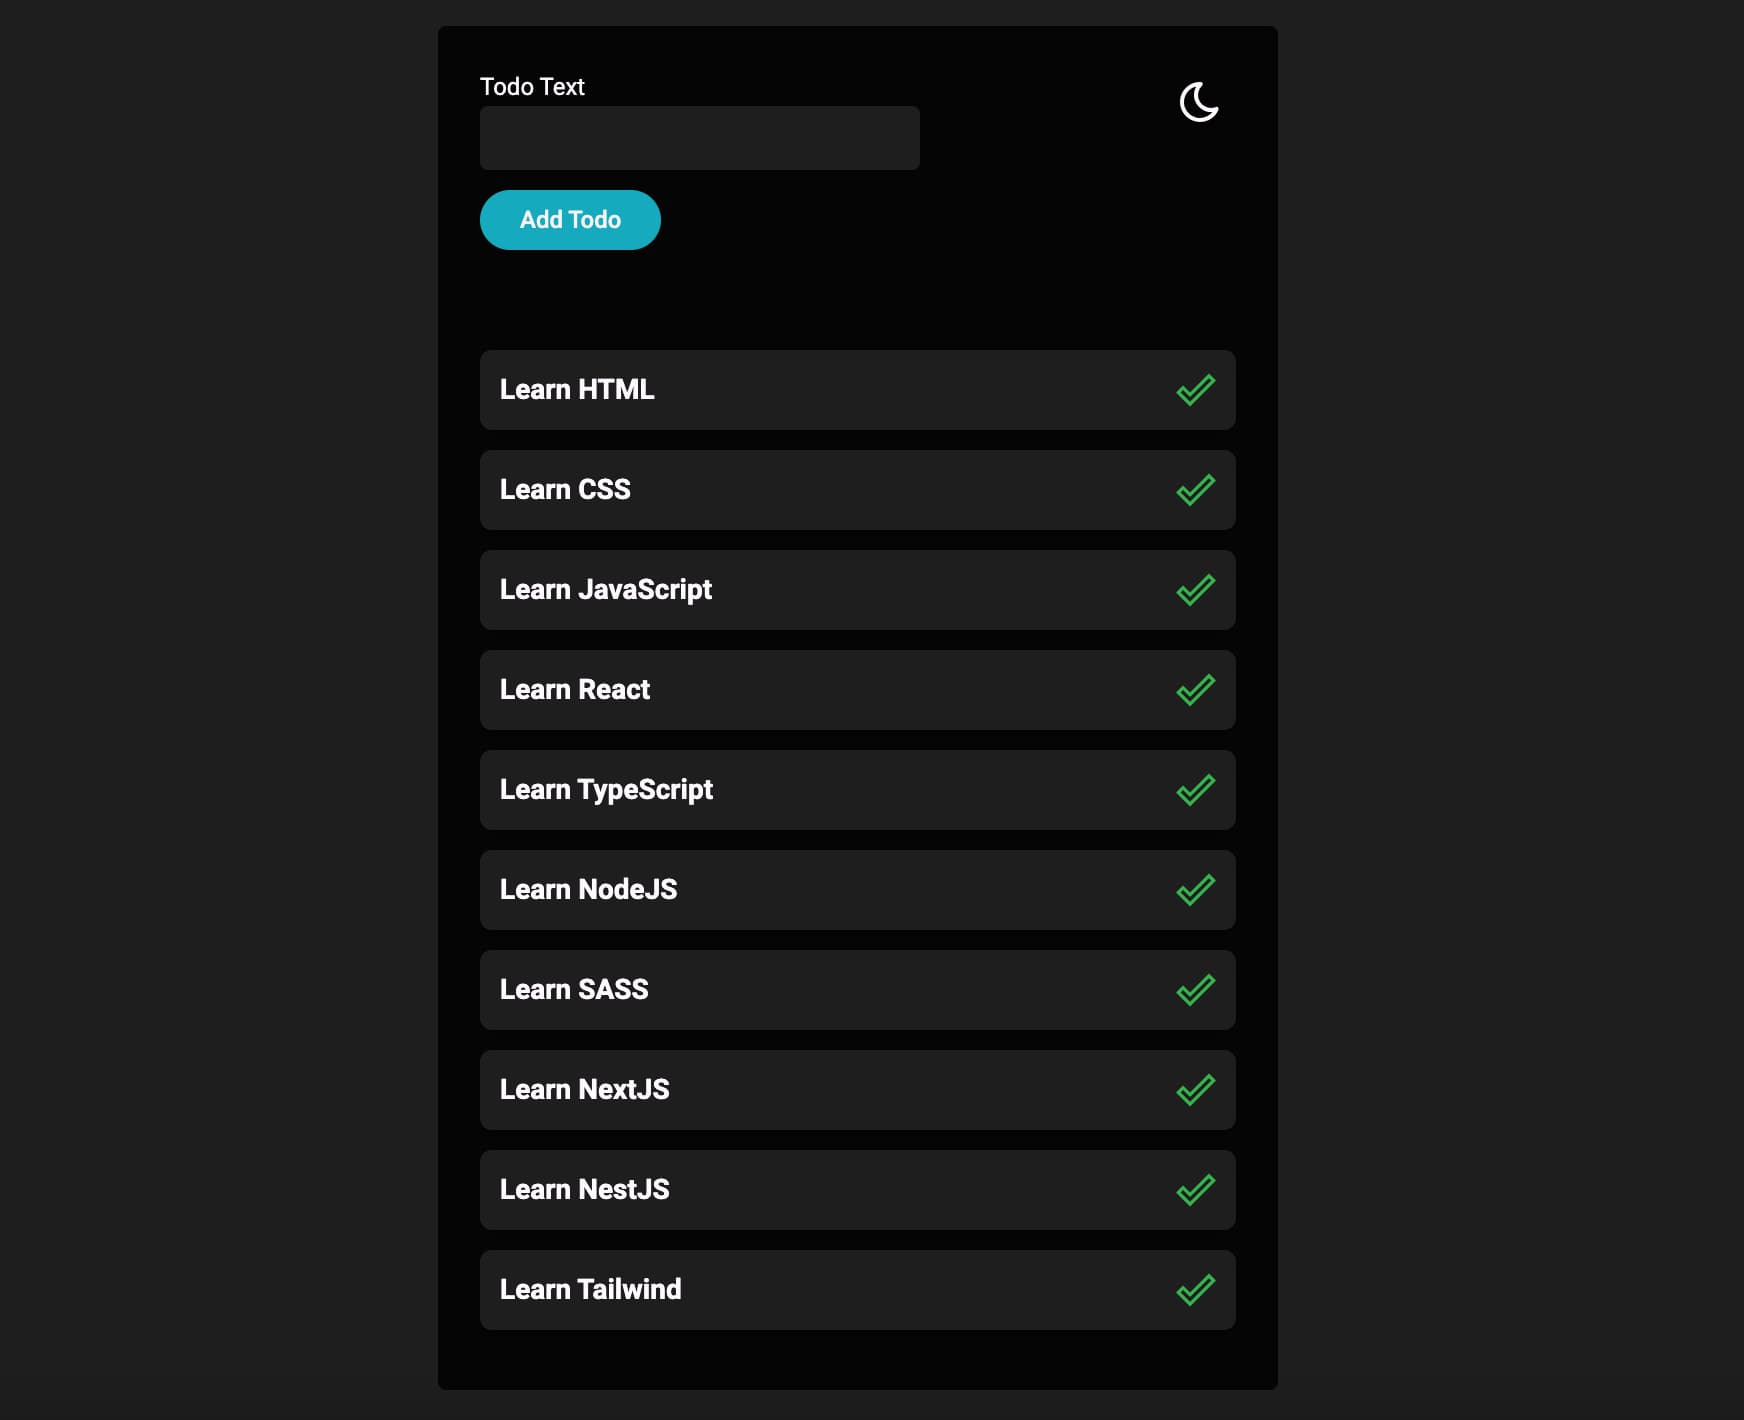 Todo Text
Add Todo
Learn HTML
Learn CSS
Learn JavaScript
Learn React
Learn TypeScript
Learn NodeJS
Learn SASS
Learn NextJS
Learn NestJS
Learn Tailwind